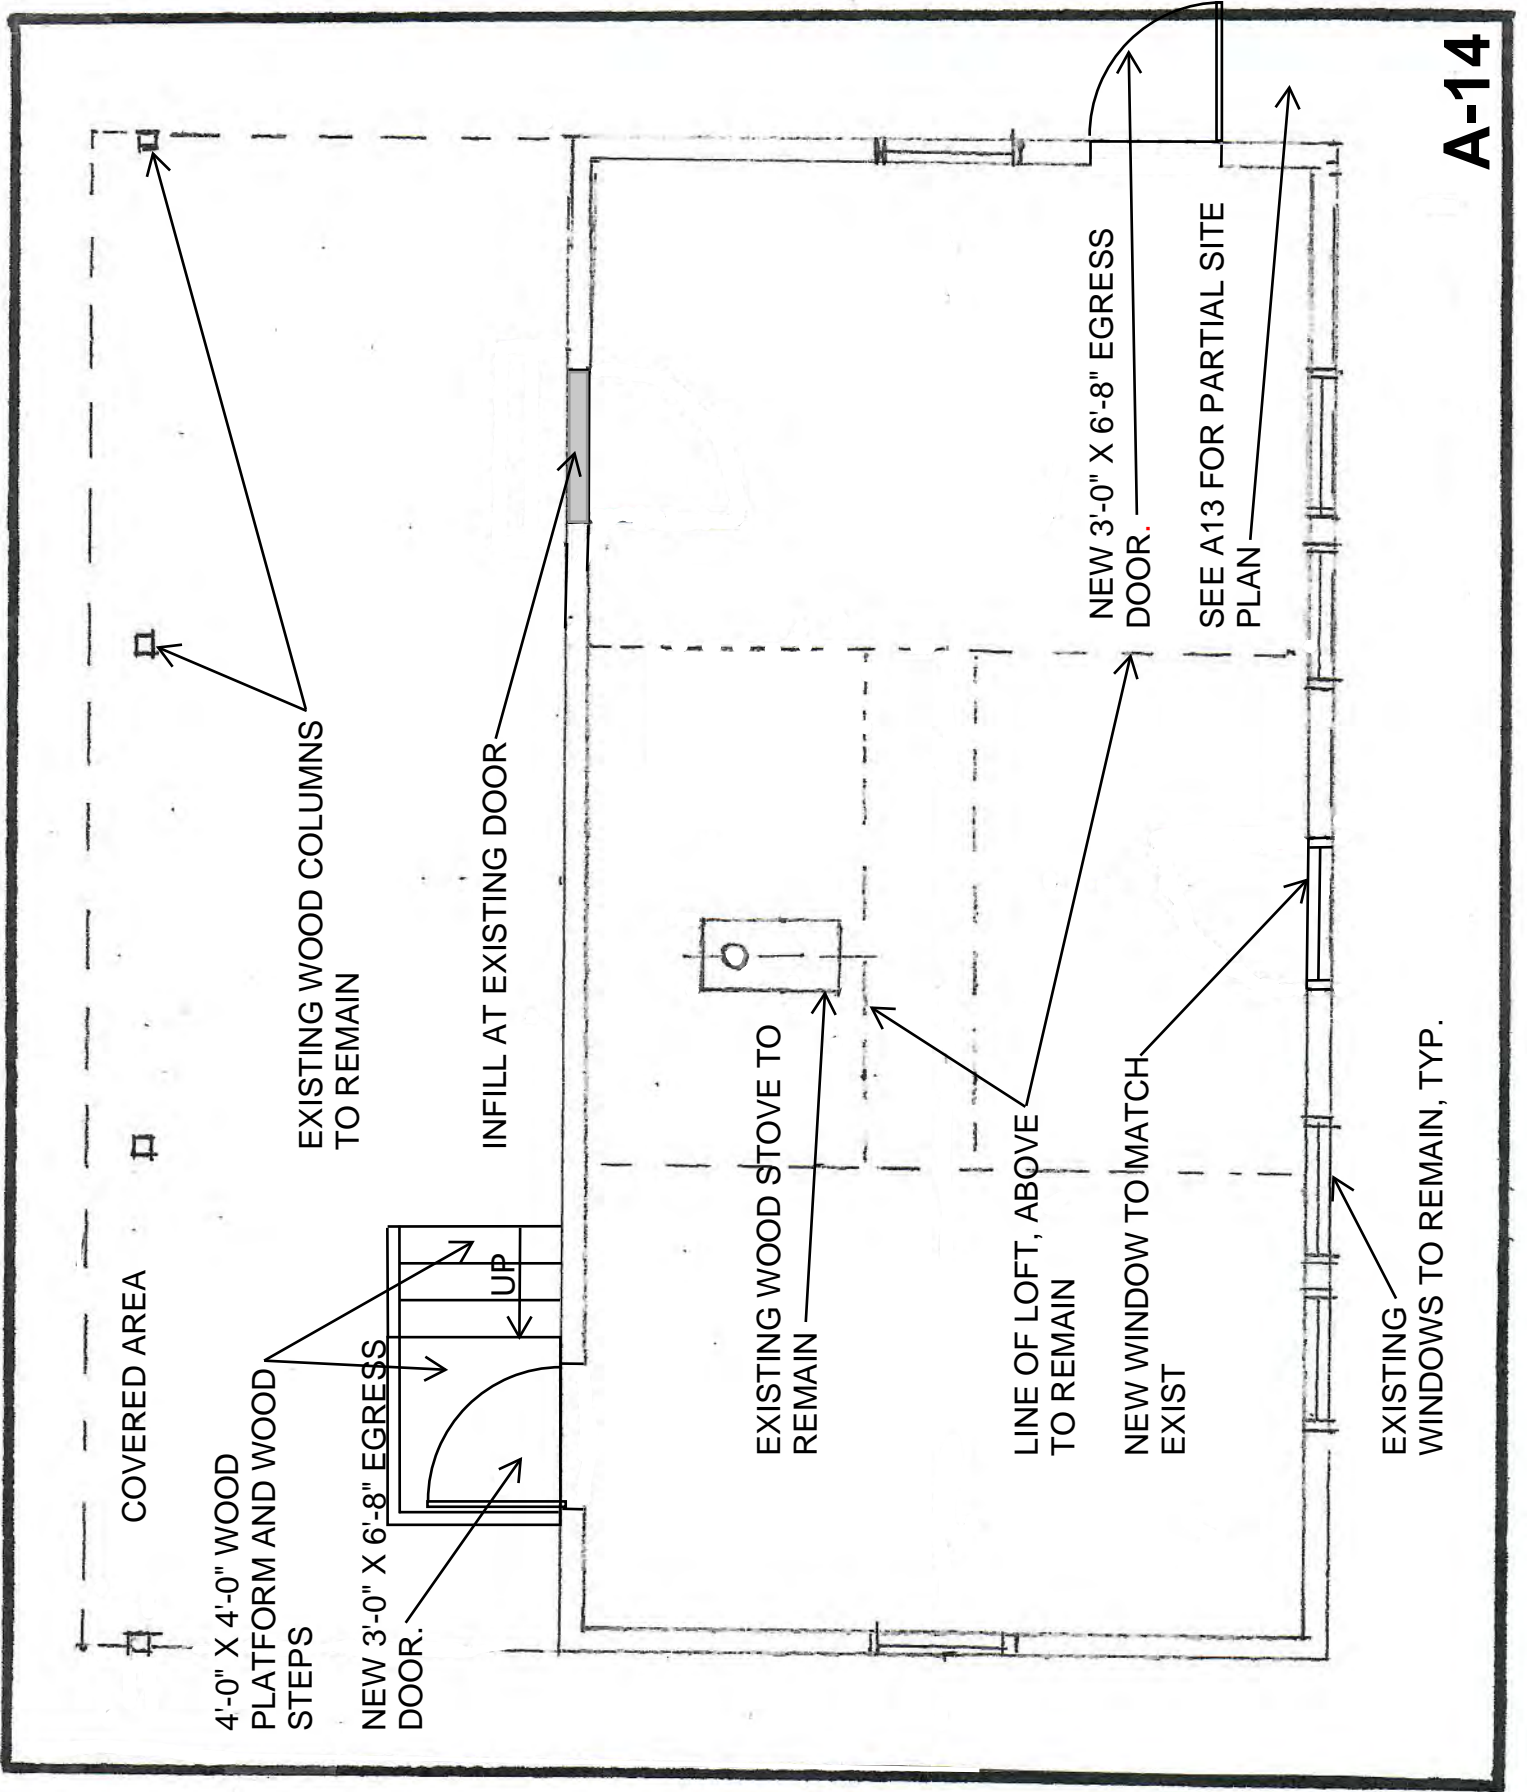 COVERED AREA
4'-0" X 4'-0" WOOD
PLATFORM AND WOOD
STEPS
NEW 3'-0" X 6'-8" EGRESS
DOOR.
UP
EXISTING WOOD COLUMNS
TO REMAIN
INFILL AT EXISTING DOOR
EXISTING WOOD STOVE TO
REMAIN
LINE OF LOFT, ABOVE
TO REMAIN
NEW WINDOW TO MATCH
EXIST
EXISTING
WINDOWS TO REMAIN, TYP.
NEW 3'-0" X 6'-8" EGRESS
DOOR.
SEE A13 FOR PARTIAL SITE
PLAN
A-14